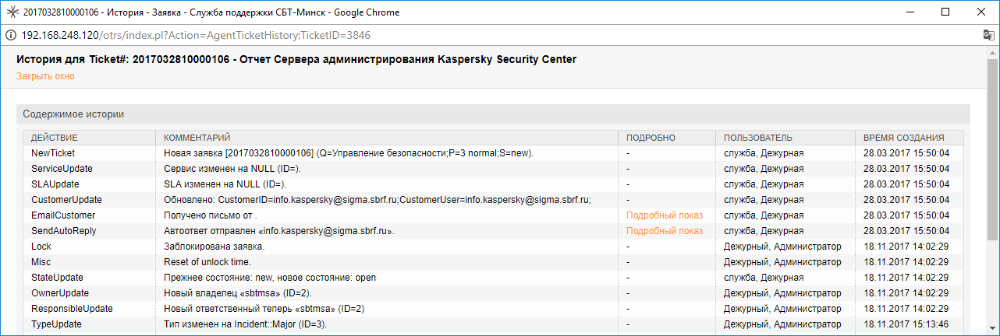 2017032810000106 - История - Заявка - Служба поддержки СБТ-Минск - Google Chrome
192.168.248.120/otrs/index.pl?Action=AgentTicketHistory;TicketID=3846
История для Ticket#: 2017032810000106 - Отчет Сервера администрирования Kaspersky Security Center
Закрыть окно
Содержимое истории
ДЕЙСТВИЕ КОММЕНТАРИЙ ПОДРОБНО ПОЛЬЗОВАТЕЛЬ ВРЕМЯ СОЗДАНИЯ
NewTicket Новая заявка [2017032810000106] (Q=Управление безопасности;P=3 normal;S=new). - служба, Дежурная 28.03.2017 15:50:04
ServiceUpdate Сервис изменен на NULL (ID=). - служба, Дежурная 28.03.2017 15:50:04
SLAUpdate SLA изменен на NULL (ID=). - служба, Дежурная 28.03.2017 15:50:04
CustomerUpdate Обновлено: CustomerID=info.kaspersky@sigma.sbrf.ru;CustomerUser=info.kaspersky@sigma.sbrf.ru; - служба, Дежурная 28.03.2017 15:50:04
EmailCustomer Получено письмо от . Подробный показ служба, Дежурная 28.03.2017 15:50:04
SendAutoReply Автоответ отправлен «info.kaspersky@sigma.sbrf.ru». Подробный показ служба, Дежурная 28.03.2017 15:50:04
Lock Заблокирована заявка. - Дежурный, Администратор 18.11.2017 14:02:29
Misc Reset of unlock time. - Дежурный, Администратор 18.11.2017 14:02:29
StateUpdate Прежнее состояние: new, новое состояние: open - служба, Дежурная 18.11.2017 14:02:29
OwnerUpdate Новый владелец «sbtmsa» (ID=2). - Дежурный, Администратор 18.11.2017 14:02:29
ResponsibleUpdate Новый ответственный теперь «sbtmsa» (ID=2) - Дежурный, Администратор 18.11.2017 14:02:29
TypeUpdate Тип изменен на Incident::Major (ID=3). - Дежурный, Администратор 18.11.2017 15:13:46